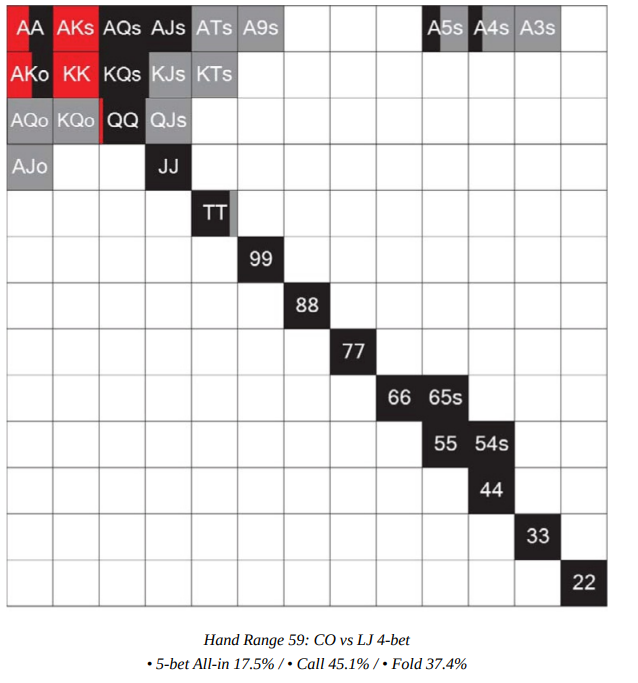 AA AKs AQs AJs ATs A9s A5s A4s A3s
AKo KK KQs KJs KTs
AQo KQo QQ QJs
AJo JJ
TT
99
88
77
66 65s
55 54s
44
33
22
Hand Range 59: CO vs LJ 4-bet
• 5-bet All-in 17.5% / • Call 45.1% / • Fold 37.4%